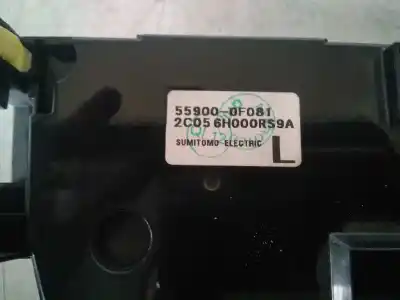 55900-0F081
2C05 6H000RS9A
SUMITOMO ELECTRIC
L